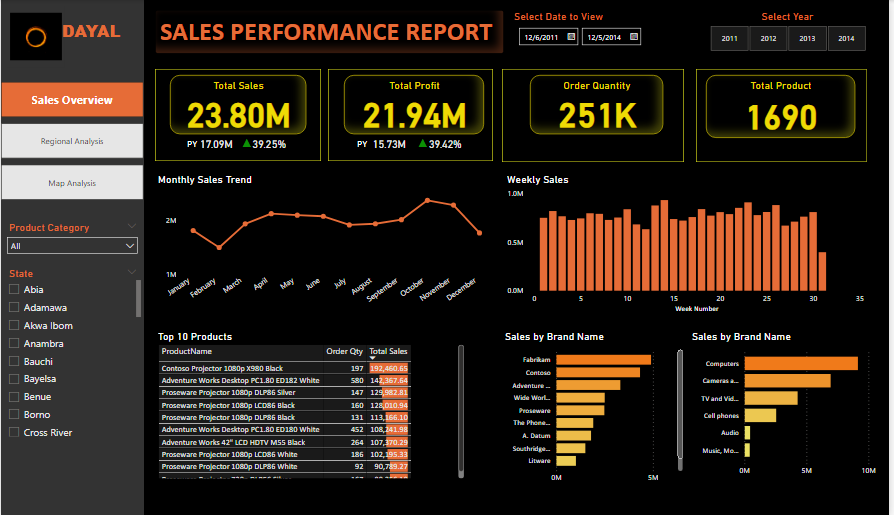 DAYAL
SALES PERFORMANCE REPORT
Select Date to View
12/6/2011 12/5/2014
Select Year
2011 2012 2013 2014
Sales Overview
Regional Analysis
Map Analysis
Product Category
All
State
Abia
Adamawa
Akwa Ibom
Anambra
Bauchi
Bayelsa
Benue
Borno
Cross River
Total Sales
23.80M
PY 17.09M ▲39.25%
Total Profit
21.94M
PY 15.73M ▲39.42%
Order Quantity
251K
Total Product
1690
Monthly Sales Trend
2M
1M
January February March April May June July August September October November December
Weekly Sales
1.0M
0.5M
0.0M
0 5 10 15 20 25 30 35
Week Number
Top 10 Products
ProductName Order Qty Total Sales
Contoso Projector 1080p X980 Black 197 192,460.65
Adventure Works Desktop PC1.80 ED182 White 580 142,367.64
Proseware Projector 1080p DLP86 Silver 147 129,982.81
Proseware Projector 1080p LCD86 Black 160 128,010.94
Proseware Projector 1080p DLP86 Black 131 113,166.10
Adventure Works Desktop PC1.80 ED180 White 452 108,241.98
Adventure Works 42" LCD HDTV M55 Black 264 107,370.29
Proseware Projector 1080p LCD86 White 186 102,195.33
Proseware Projector 1080p DLP86 White 92 90,789.27
Sales by Brand Name
Fabrikam
Contoso
Adventure ...
Wide Worl...
Proseware
The Phone...
A. Datum
Southridge...
Litware
0M 5M
Sales by Brand Name
Computers
Cameras a...
TV and Vid...
Cell phones
Audio
Music, Mo...
0M 5M 10M